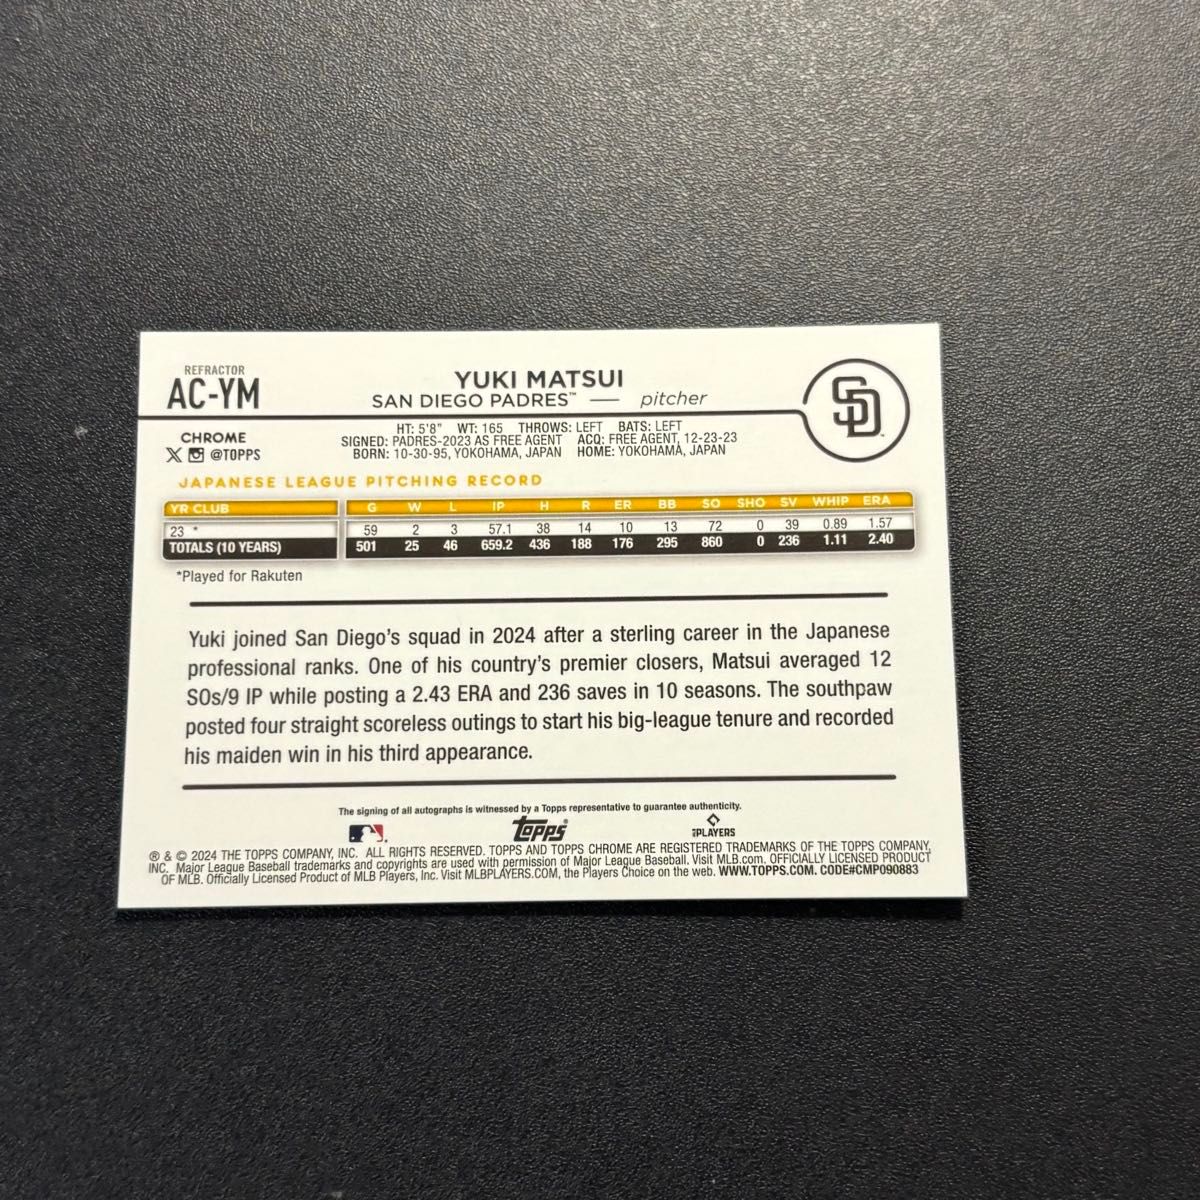 REFRACTOR
AC-YM
YUKI MATSUI
SAN DIEGO PADRES™ — pitcher
SD
CHROME
X @TOPPS
HT: 5'8" WT: 165 THROWS: LEFT BATS: LEFT
SIGNED: PADRES-2023 AS FREE AGENT ACQ: FREE AGENT, 12-23-23
BORN: 10-30-95, YOKOHAMA, JAPAN HOME: YOKOHAMA, JAPAN
JAPANESE LEAGUE PITCHING RECORD
YR CLUB G W L IP H R ER BB SO SHO SV WHIP ERA
23 * 59 2 3 57.1 38 14 10 13 72 0 39 0.89 1.57
TOTALS (10 YEARS) 501 25 46 659.2 436 188 176 295 860 0 236 1.11 2.40
*Played for Rakuten
Yuki joined San Diego's squad in 2024 after a sterling career in the Japanese
professional ranks. One of his country's premier closers, Matsui averaged 12
SOs/9 IP while posting a 2.43 ERA and 236 saves in 10 seasons. The southpaw
posted four straight scoreless outings to start his big-league tenure and recorded
his maiden win in his third appearance.
The signing of all autographs is witnessed by a Topps representative to guarantee authenticity.
Topps
PLAYERS
® & © 2024 THE TOPPS COMPANY, INC. ALL RIGHTS RESERVED. TOPPS AND TOPPS CHROME ARE REGISTERED TRADEMARKS OF THE TOPPS COMPANY,
INC. Major League Baseball trademarks and copyrights are used with permission of Major League Baseball. Visit MLB.com. OFFICIALLY LICENSED PRODUCT
OF MLB. Officially Licensed Product of MLB Players, Inc. Visit MLBPLAYERS.COM, the Players Choice on the web. WWW.TOPPS.COM. CODE#CMP090883